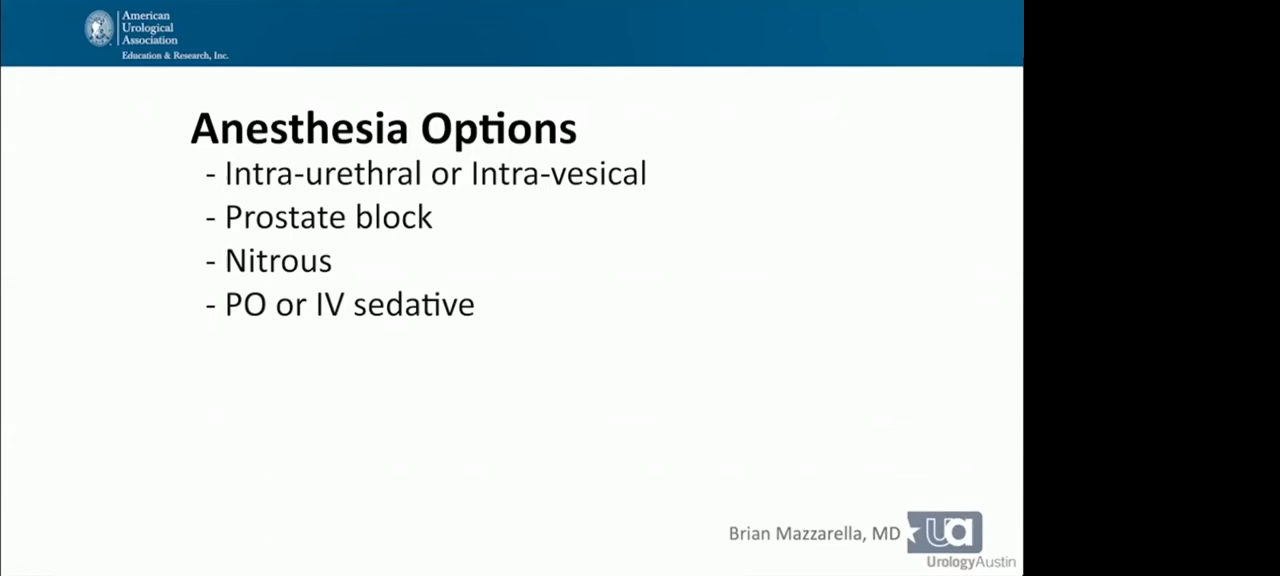 American
Urological
Association
Education & Research, Inc.
Anesthesia Options
- Intra-urethral or Intra-vesical
- Prostate block
- Nitrous
- PO or IV sedative
Brian Mazzarella, MD
ua
UrologyAustin